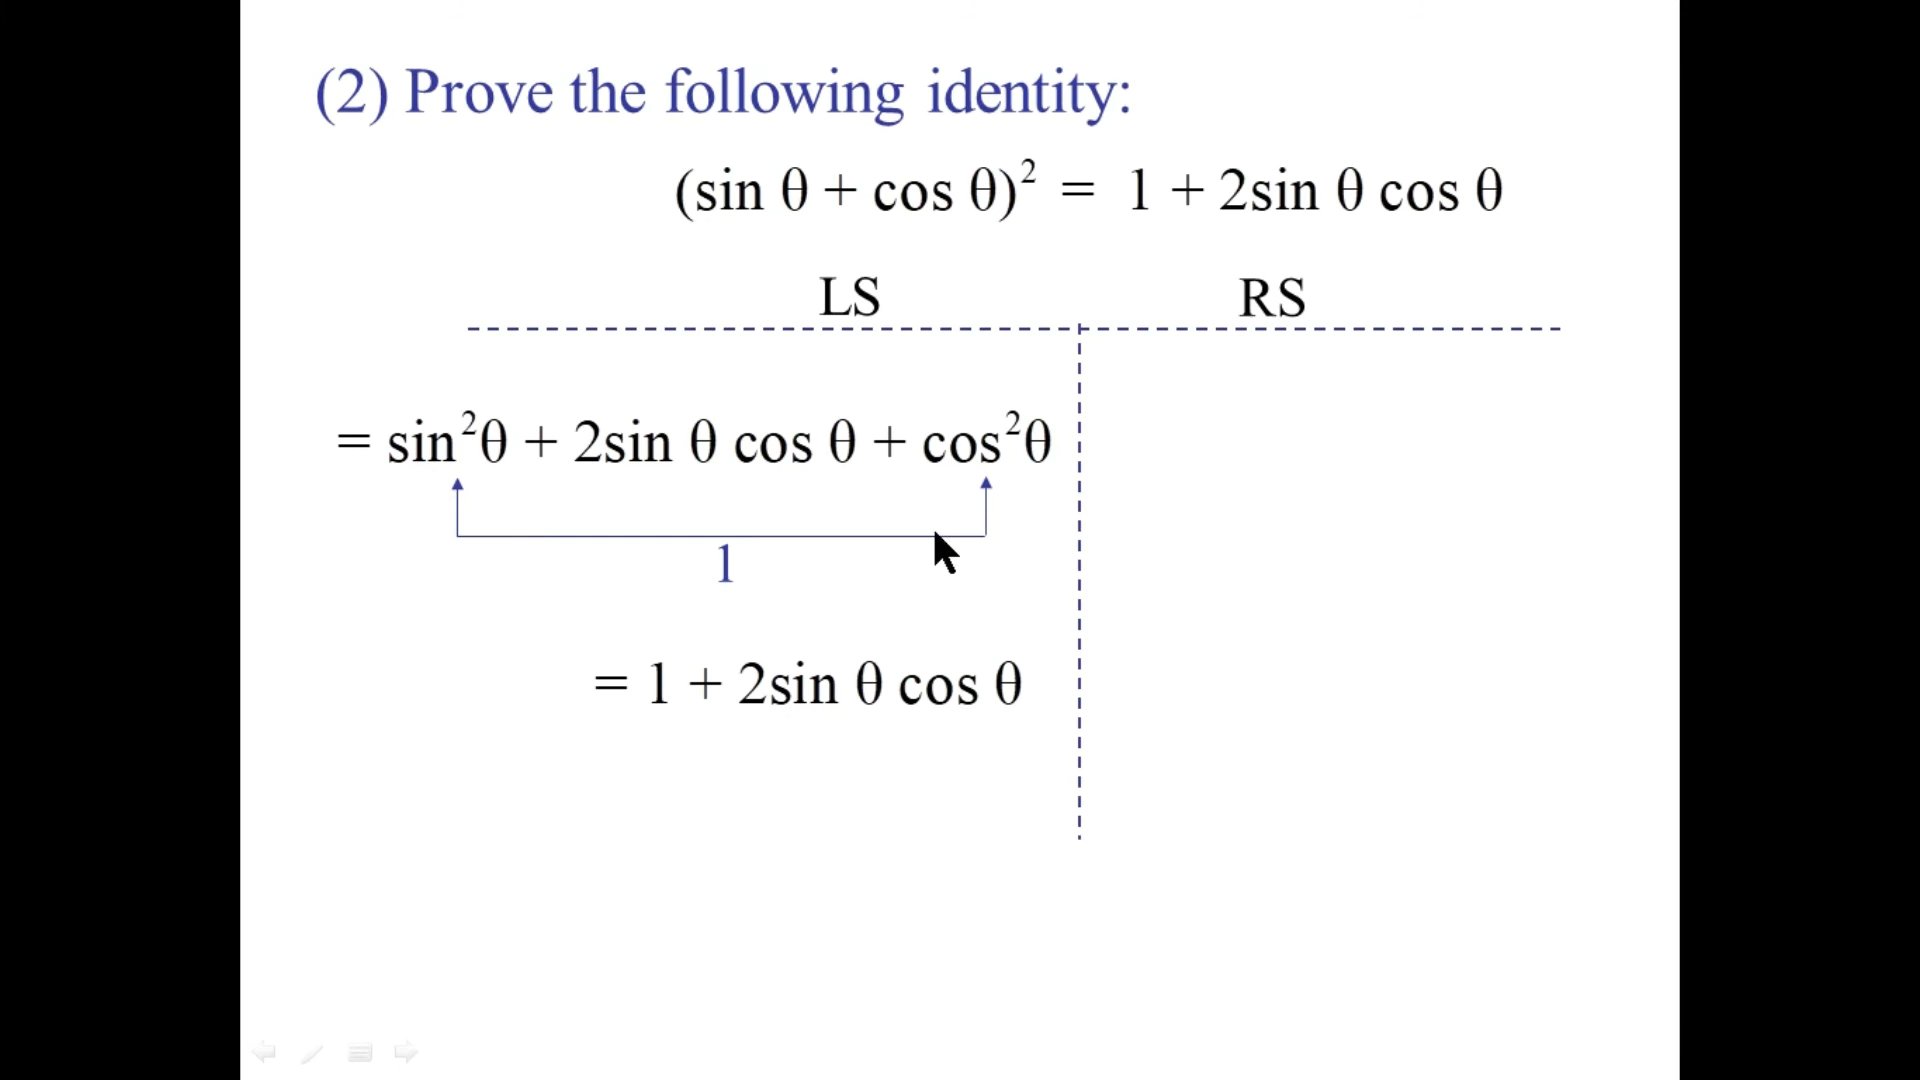 (2) Prove the following identity:
(sin θ + cos θ)² = 1 + 2sin θ cos θ
LS RS
= sin²θ + 2sin θ cos θ + cos²θ
1
= 1 + 2sin θ cos θ